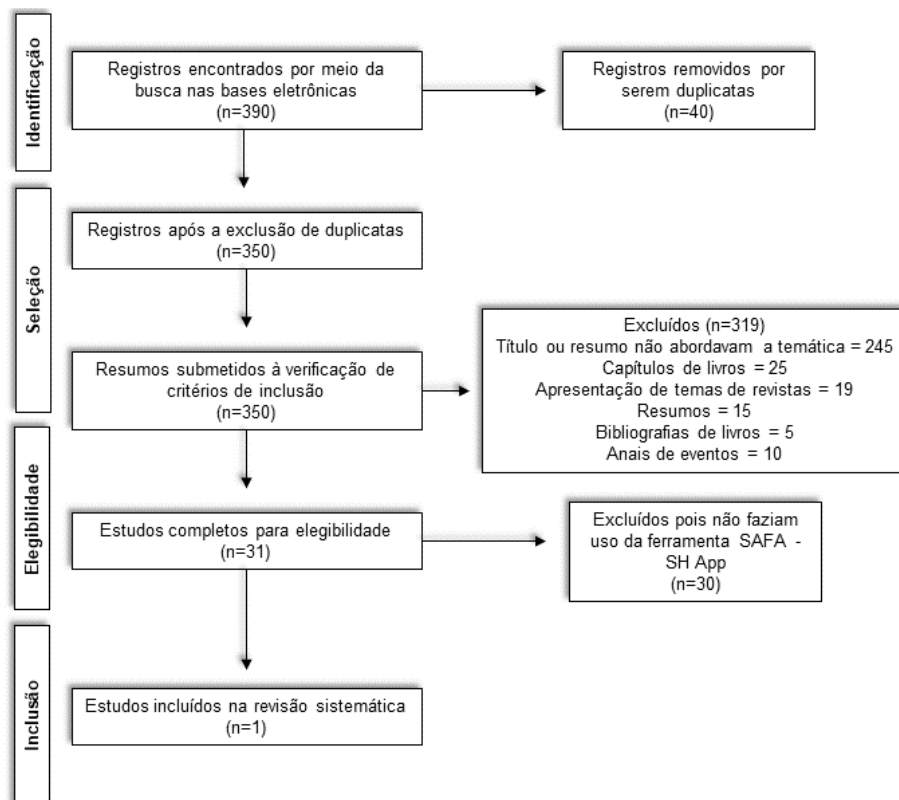 Identificação
Registros encontrados por meio da
busca nas bases eletrônicas
(n=390)
Registros removidos por
serem duplicatas
(n=40)
Seleção
Registros após a exclusão de duplicatas
(n=350)
Resumos submetidos à verificação de
critérios de inclusão
(n=350)
Excluídos (n=319)
Título ou resumo não abordavam a temática = 245
Capítulos de livros = 25
Apresentação de temas de revistas = 19
Resumos = 15
Bibliografias de livros = 5
Anais de eventos = 10
Elegibilidade
Estudos completos para elegibilidade
(n=31)
Excluídos pois não faziam
uso da ferramenta SAFA -
SH App
(n=30)
Inclusão
Estudos incluídos na revisão sistemática
(n=1)